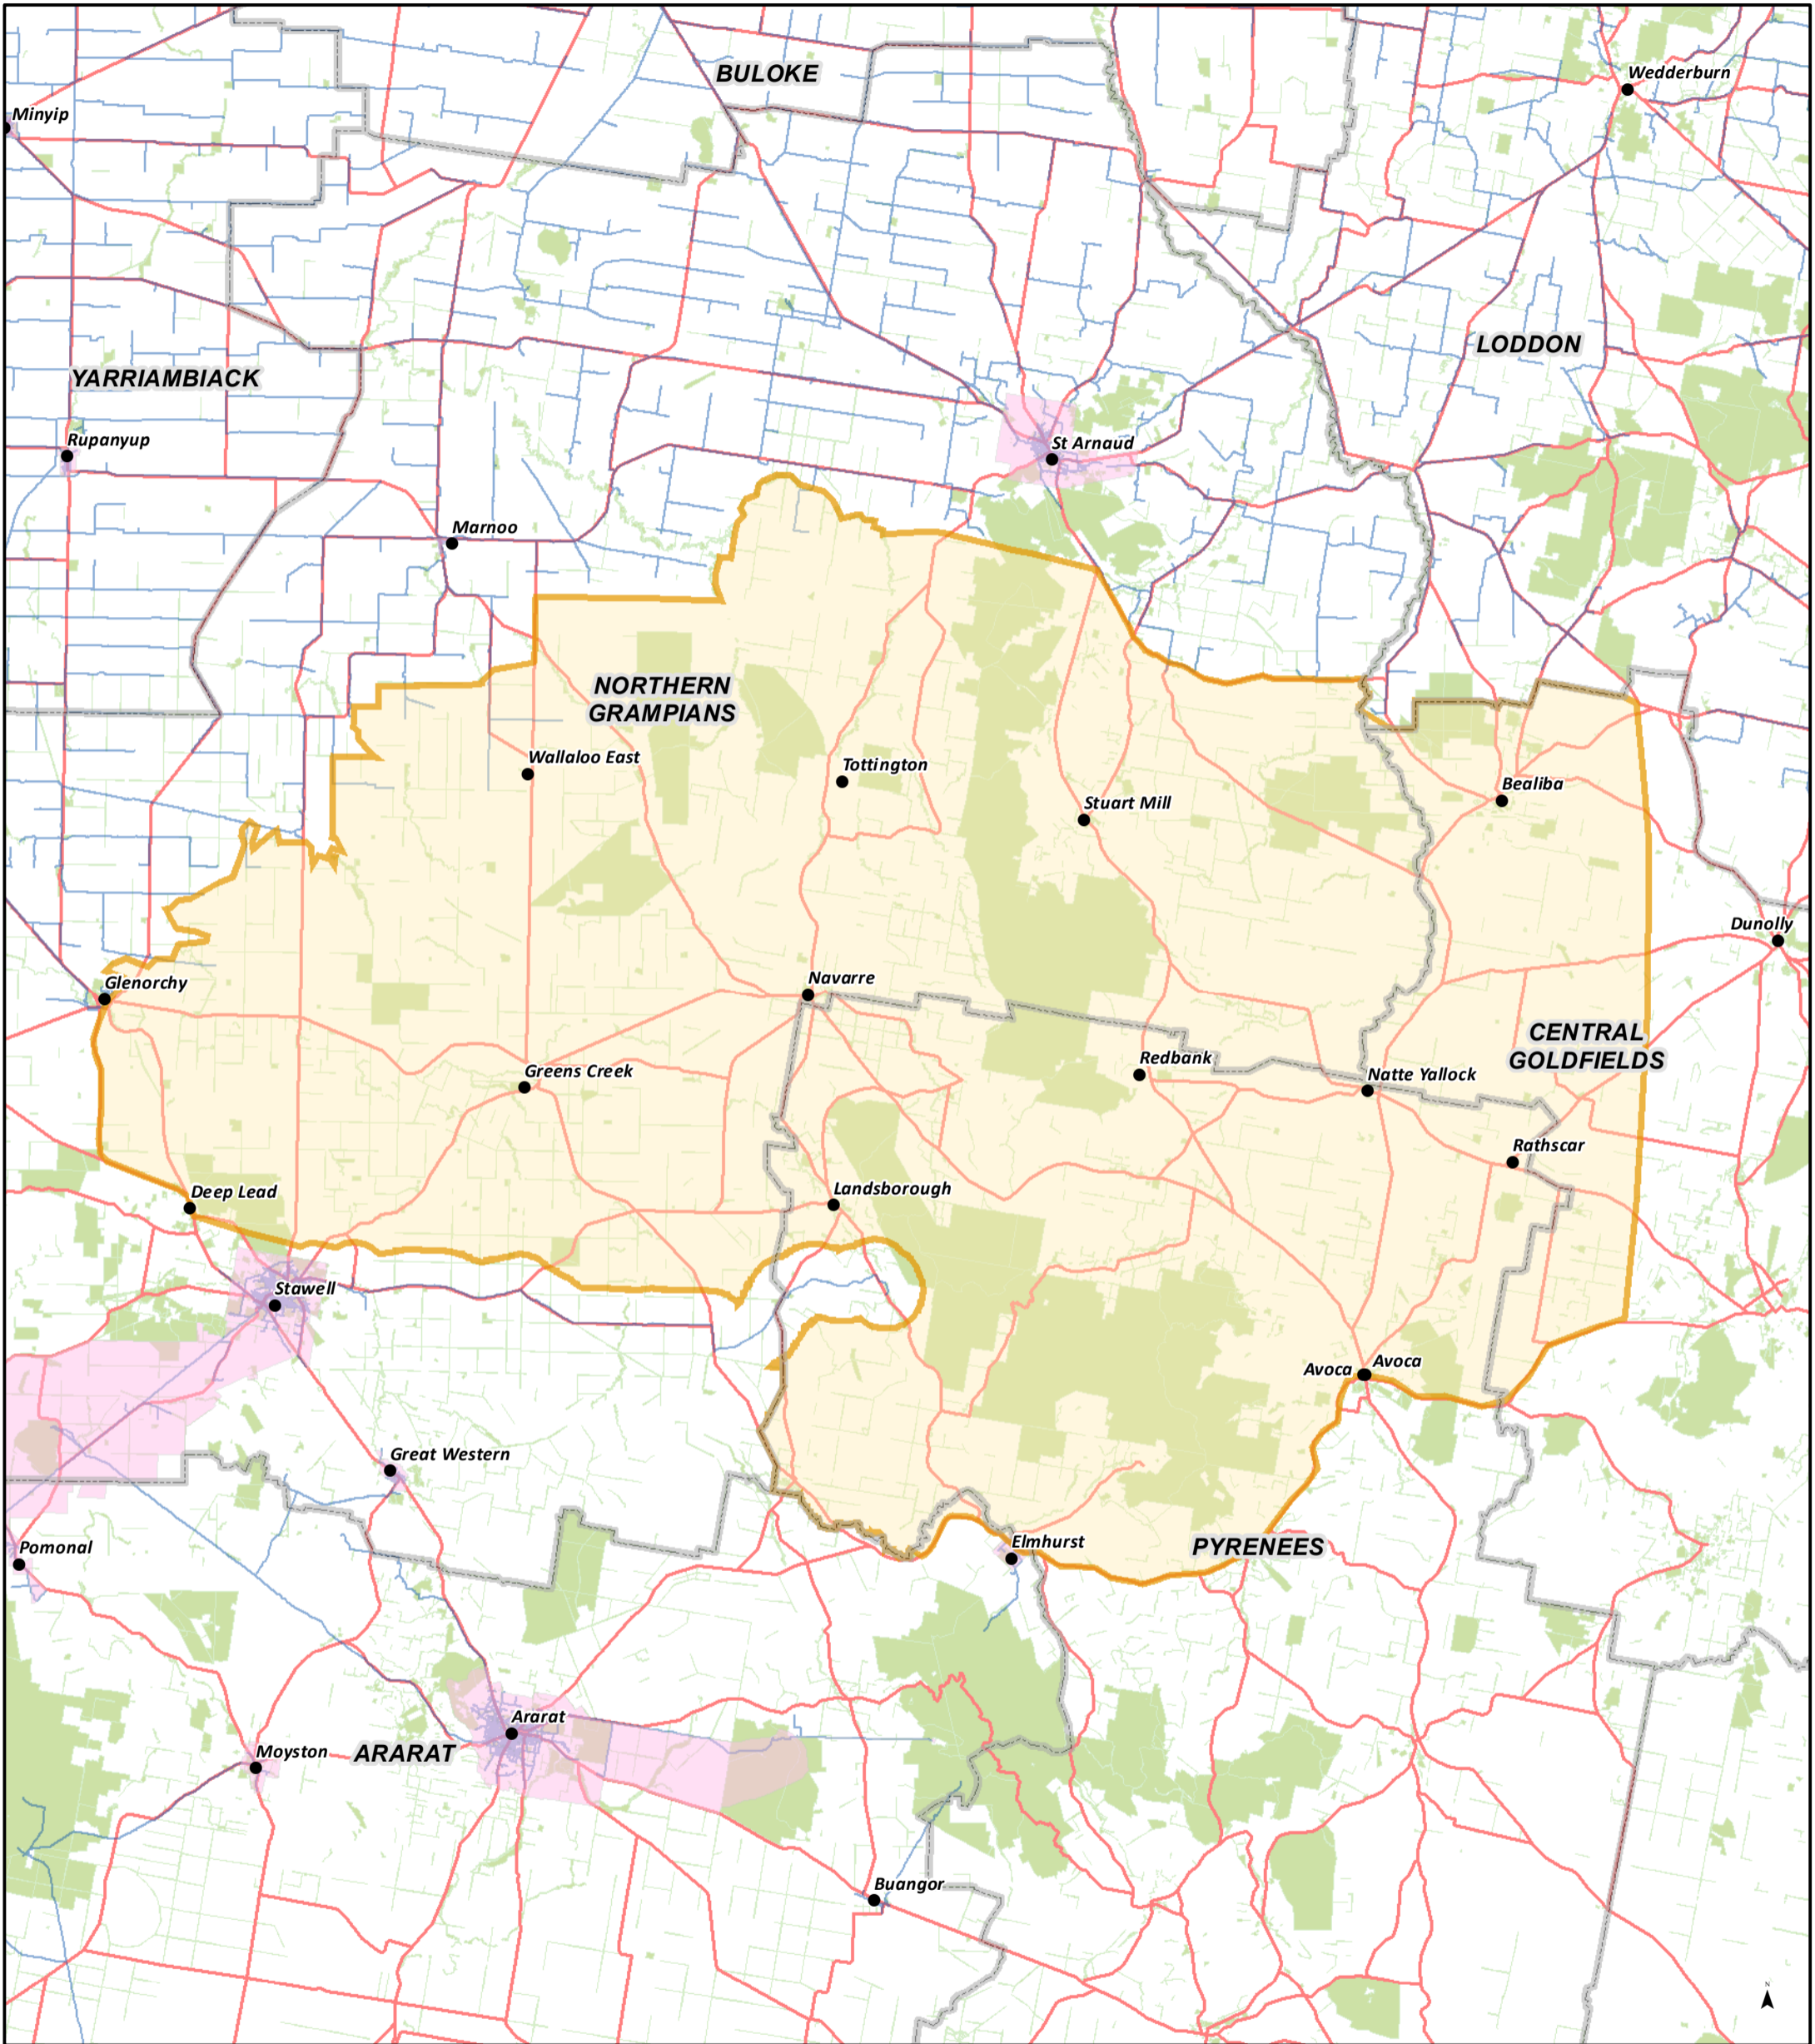 BULOKE
Wedderburn
Minyip
LODDON
YARRIAMBIACK
Rupanyup
St Arnaud
Marnoo
NORTHERN
GRAMPIANS
Wallaloo East
Tottington
Stuart Mill
Bealiba
Dunolly
Glenorchy
Navarre
CENTRAL
GOLDFIELDS
Redbank
Greens Creek
Natte Yallock
Rathscar
Deep Lead
Landsborough
Stawell
Avoca
Avoca
Great Western
Elmhurst
PYRENEES
Pomonal
Ararat
Moyston
ARARAT
Buangor
N